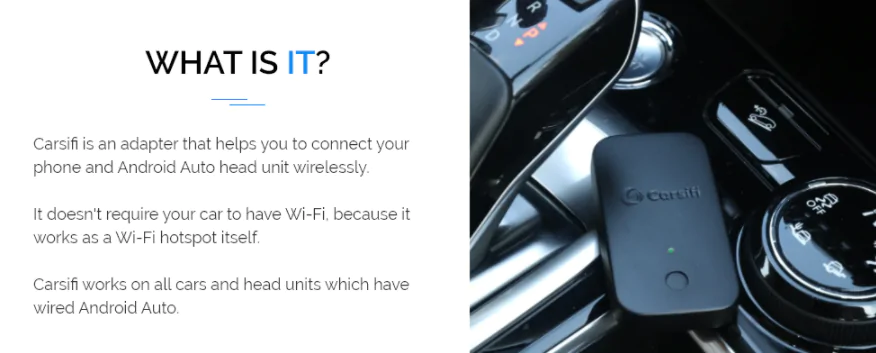 WHAT IS IT?
Carsifi is an adapter that helps you to connect your
phone and Android Auto head unit wirelessly.
It doesn't require your car to have Wi-Fi, because it
works as a Wi-Fi hotspot itself.
Carsifi works on all cars and head units which have
wired Android Auto.
R
N
D
P
Carsifi
OFF